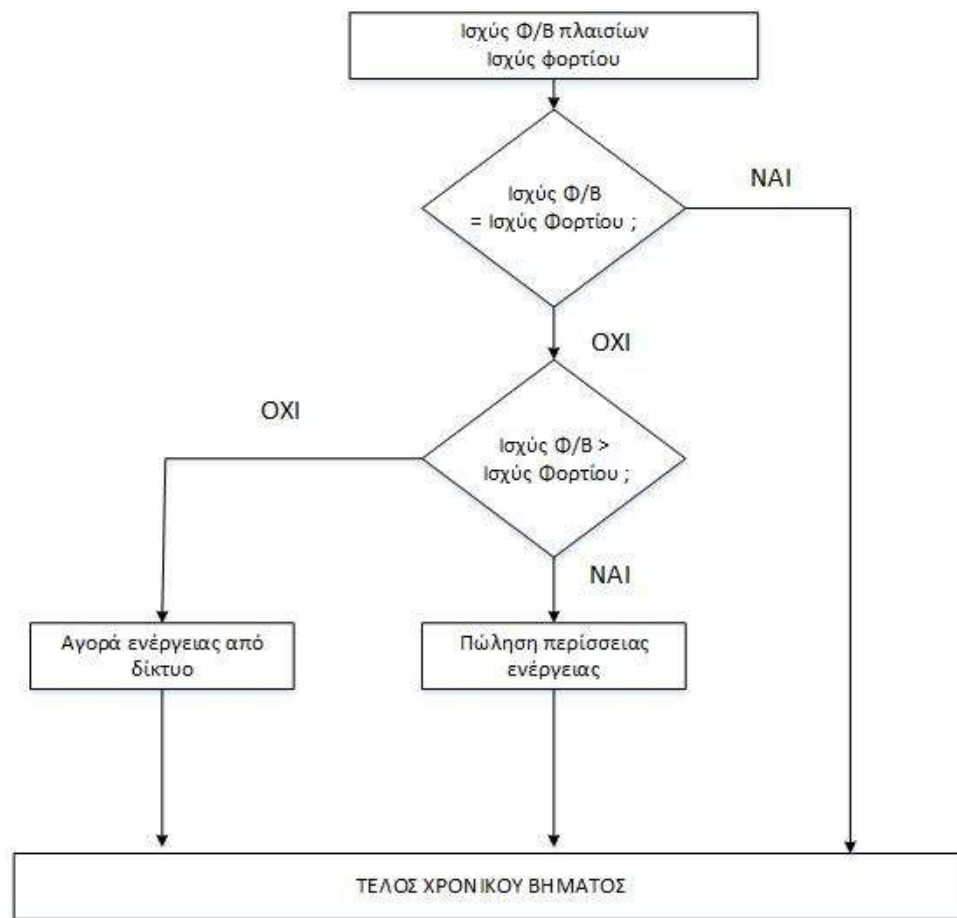 Ισχύς Φ/Β πλαισίων
Ισχύς φορτίου
Ισχύς Φ/Β
= Ισχύς Φορτίου ;
ΝΑΙ
ΟΧΙ
Ισχύς Φ/Β >
Ισχύς Φορτίου ;
ΟΧΙ
ΝΑΙ
Αγορά ενέργειας από
δίκτυο
Πώληση περίσσειας
ενέργειας
ΤΕΛΟΣ ΧΡΟΝΙΚΟΥ ΒΗΜΑΤΟΣ